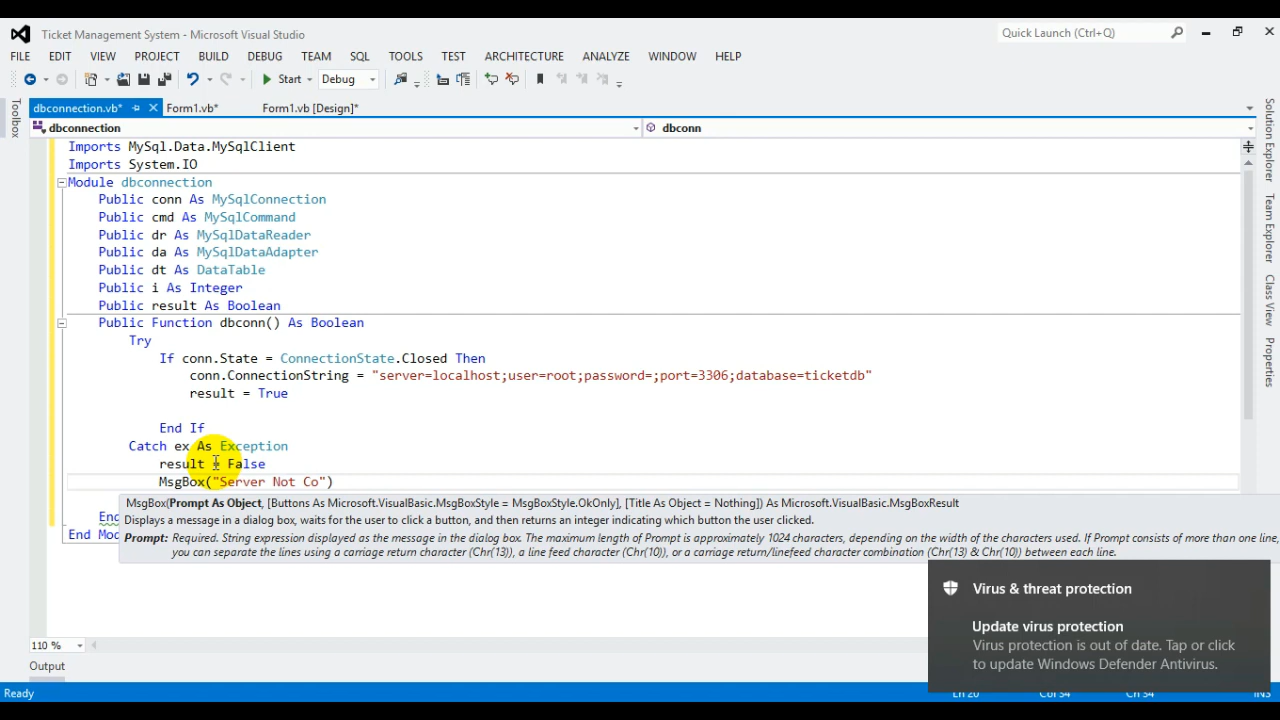 Ticket Management System - Microsoft Visual Studio
Quick Launch (Ctrl+Q)
FILE EDIT VIEW PROJECT BUILD DEBUG TEAM SQL TOOLS TEST ARCHITECTURE ANALYZE WINDOW HELP
Start Debug
dbconnection.vb* Form1.vb* Form1.vb [Design]*
dbconnection dbconn
Toolbox
Solution Explorer
Team Explorer
Class View
Properties
Imports MySql.Data.MySqlClient
Imports System.IO
Module dbconnection
Public conn As MySqlConnection
Public cmd As MySqlCommand
Public dr As MySqlDataReader
Public da As MySqlDataAdapter
Public dt As DataTable
Public i As Integer
Public result As Boolean
Public Function dbconn() As Boolean
Try
If conn.State = ConnectionState.Closed Then
conn.ConnectionString = "server=localhost;user=root;password=;port=3306;database=ticketdb"
result = True
End If
Catch ex As Exception
result = False
MsgBox("Server Not Co")
MsgBox(Prompt As Object, [Buttons As Microsoft.VisualBasic.MsgBoxStyle = MsgBoxStyle.OkOnly], [Title As Object = Nothing]) As Microsoft.VisualBasic.MsgBoxResult
Displays a message in a dialog box, waits for the user to click a button, and then returns an integer indicating which button the user clicked.
Prompt: Required. String expression displayed as the message in the dialog box. The maximum length of Prompt is approximately 1024 characters, depending on the width of the characters used. If Prompt consists of more than one line,
you can separate the lines using a carriage return character (Chr(13)), a line feed character (Chr(10)), or a carriage return/linefeed character combination (Chr(13) & Chr(10)) between each line.
End
End Mod
Virus & threat protection
Update virus protection
Virus protection is out of date. Tap or click
to update Windows Defender Antivirus.
110 %
Output
Ready Ln 20 Col 34 Ch 34 INS